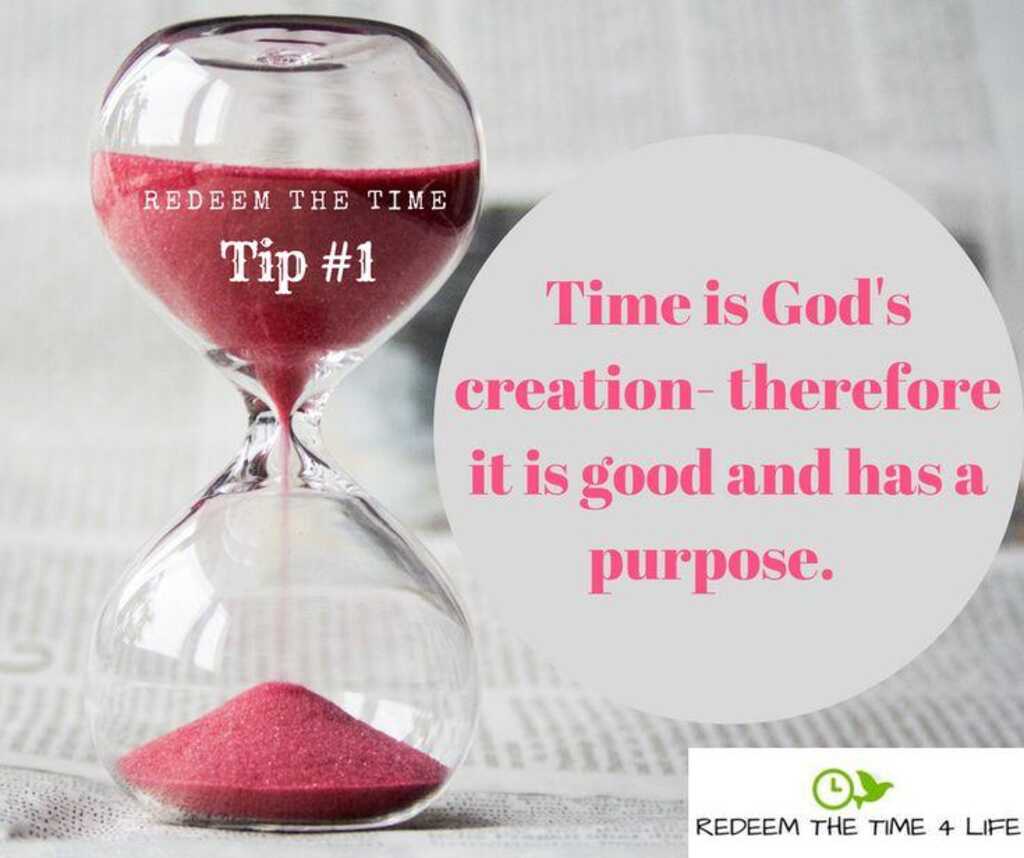 REDEEM THE TIME
Tip #1
Time is God's
creation- therefore
it is good and has a
purpose.
REDEEM THE TIME 4 LIFE